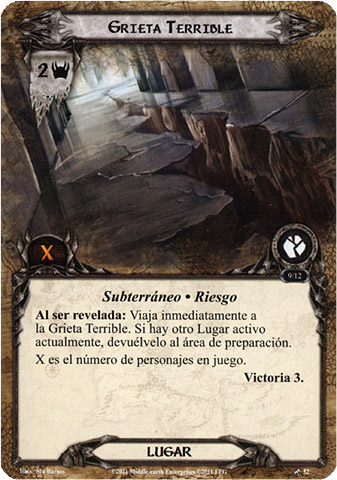 GRIETA TERRIBLE
2
X
9/12
Subterráneo • Riesgo
Al ser revelada: Viaja inmediatamente a
la Grieta Terrible. Si hay otro Lugar activo
actualmente, devuélvelo al área de preparación.
X es el número de personajes en juego.
Victoria 3.
LUGAR
©2011 Middle-earth Enterprises ©2011 FFG
52